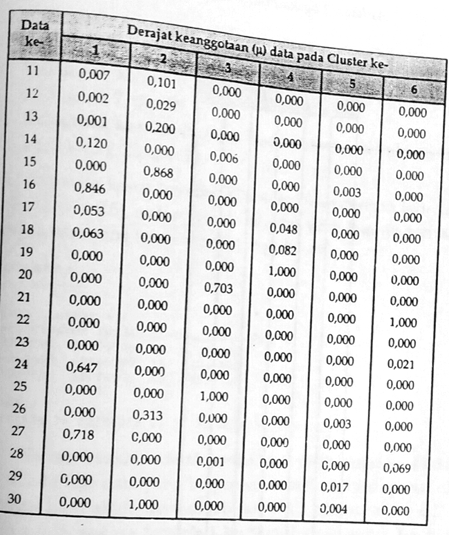 Data ke-
Derajat keanggotaan (μ) data pada Cluster ke-
1 2 3 4 5 6
11 0,007 0,101 0,000 0,000 0,000 0,000
12 0,002 0,029 0,000 0,000 0,000 0,000
13 0,001 0,200 0,000 0,000 0,000 0,000
14 0,120 0,000 0,006 0,000 0,000 0,000
15 0,000 0,868 0,000 0,000 0,003 0,000
16 0,846 0,000 0,000 0,000 0,000 0,000
17 0,053 0,000 0,000 0,048 0,000 0,000
18 0,063 0,000 0,000 0,082 0,000 0,000
19 0,000 0,000 0,000 1,000 0,000 0,000
20 0,000 0,000 0,703 0,000 0,000 0,000
21 0,000 0,000 0,000 0,000 0,000 1,000
22 0,000 0,000 0,000 0,000 0,000 0,000
23 0,000 0,000 0,000 0,000 0,000 0,021
24 0,647 0,000 0,000 0,000 0,000 0,000
25 0,000 0,000 1,000 0,000 0,000 0,000
26 0,000 0,313 0,000 0,000 0,003 0,000
27 0,718 0,000 0,000 0,000 0,000 0,000
28 0,000 0,000 0,001 0,000 0,000 0,069
29 0,000 0,000 0,000 0,000 0,017 0,000
30 0,000 1,000 0,000 0,000 0,004 0,000